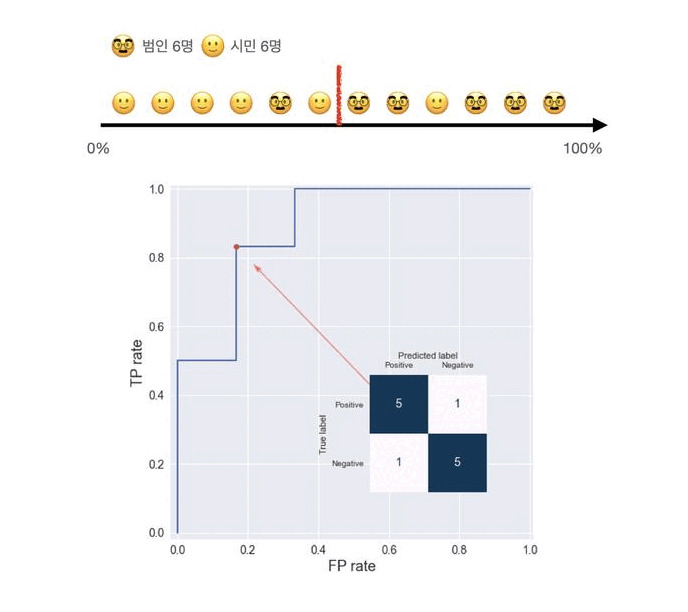 범인 6명 시민 6명
0% 100%
1.0
0.8
0.6
0.4
0.2
0.0
TP rate
0.0 0.2 0.4 0.6 0.8 1.0
FP rate
Predicted label
Positive Negative
True label
Positive 5 1
Negative 1 5